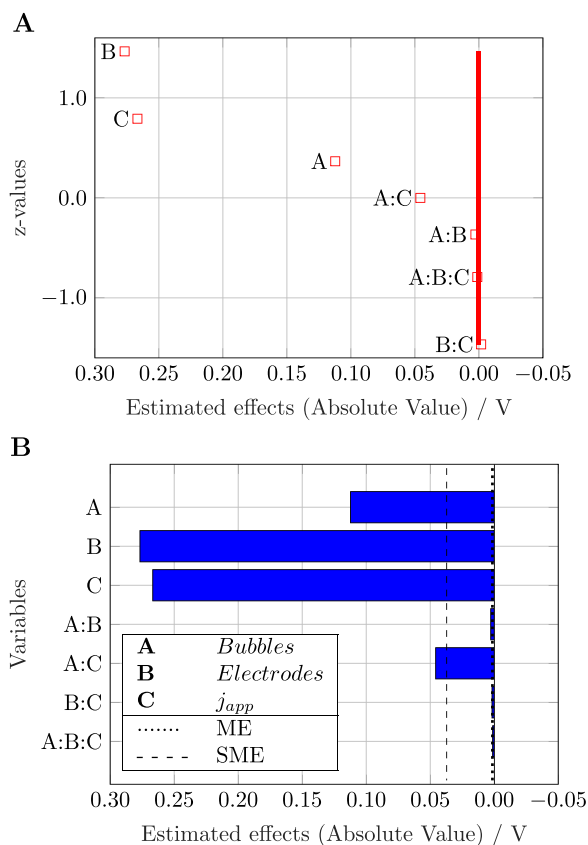 A
B
C
A
A:C
A:B
A:B:C
B:C
1.0
0.0
−1.0
z-values
0.30 0.25 0.20 0.15 0.10 0.05 0.00 −0.05
Estimated effects (Absolute Value) / V
B
A
B
C
A:B
A:C
B:C
A:B:C
Variables
A Bubbles
B Electrodes
C j_app
ME
SME
0.30 0.25 0.20 0.15 0.10 0.05 0.00 −0.05
Estimated effects (Absolute Value) / V